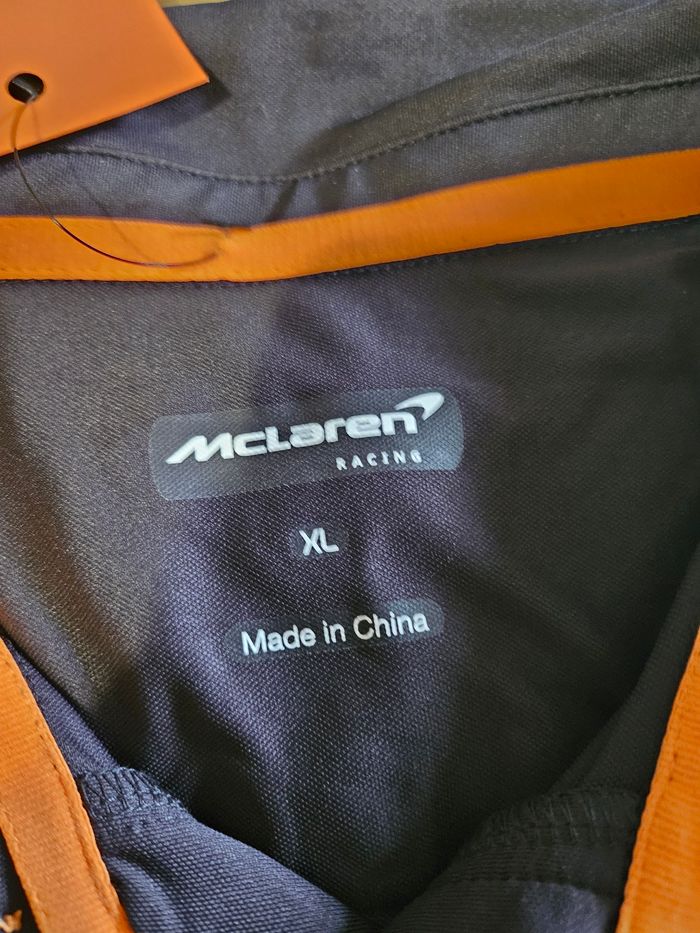 McLaren
RACING
XL
Made in China